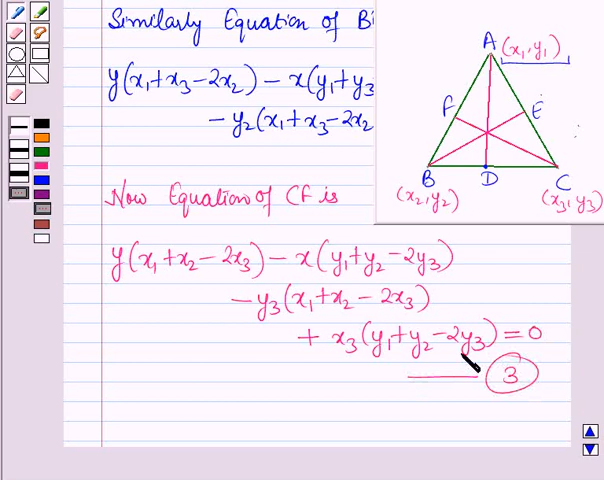 Similarly Equation of B
y(x₁+x₃-2x₂) - x(y₁+y₃
- y₂(x₁+x₃-2x₂
Now Equation of CF is
y(x₁+x₂-2x₃) - x(y₁+y₂-2y₃)
- y₃(x₁+x₂-2x₃)
+ x₃(y₁+y₂-2y₃) = 0
3
A (x₁,y₁)
F
E
B
D
C
(x₂,y₂)
(x₃,y₃)